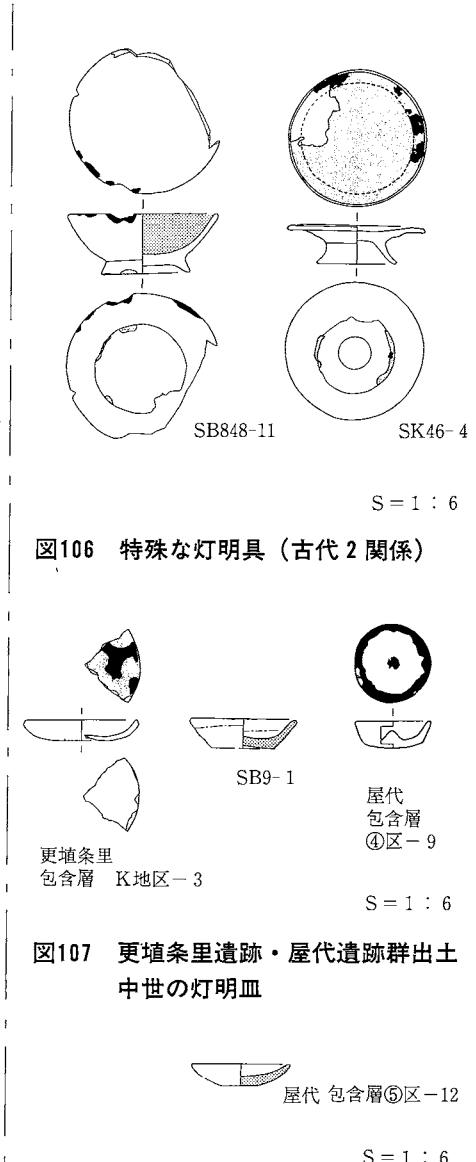 SB848-11
SK46-4
S=1:6
図106 特殊な灯明具（古代2関係）
更埴条里
包含層 K地区-3
SB9-1
屋代
包含層
④区-9
S=1:6
図107 更埴条里遺跡・屋代遺跡群出土
中世の灯明皿
屋代 包含層⑤区-12
S=1:6